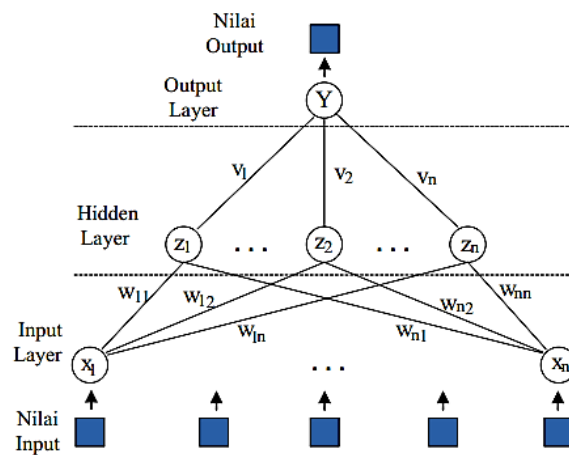 Nilai
Output
Output
Layer
Y
v1
v2
vn
Hidden
Layer
z1 . . . z2 . . . zn
w11
w12
w1n
wn1
wn2
wnn
Input
Layer
x1 . . . xn
Nilai
Input